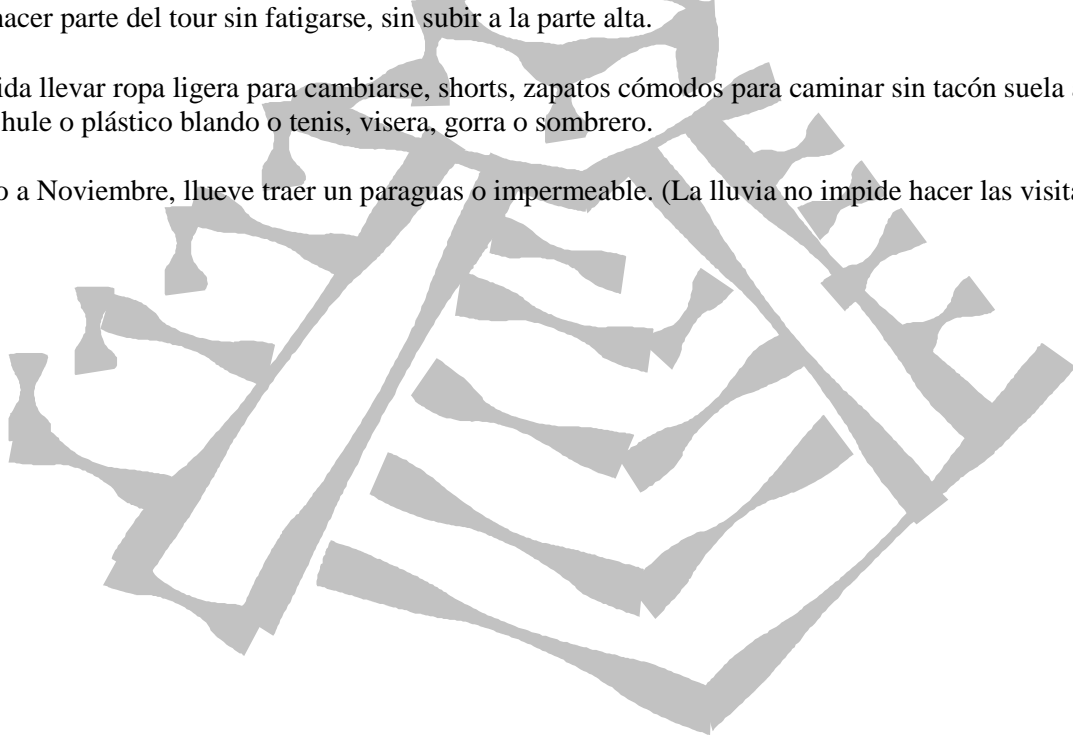 hacer parte del tour sin fatigarse, sin subir a la parte alta.
ida llevar ropa ligera para cambiarse, shorts, zapatos cómodos para caminar sin tacón suela
hule o plástico blando o tenis, visera, gorra o sombrero.
o a Noviembre, llueve traer un paraguas o impermeable. (La lluvia no impide hacer las visita